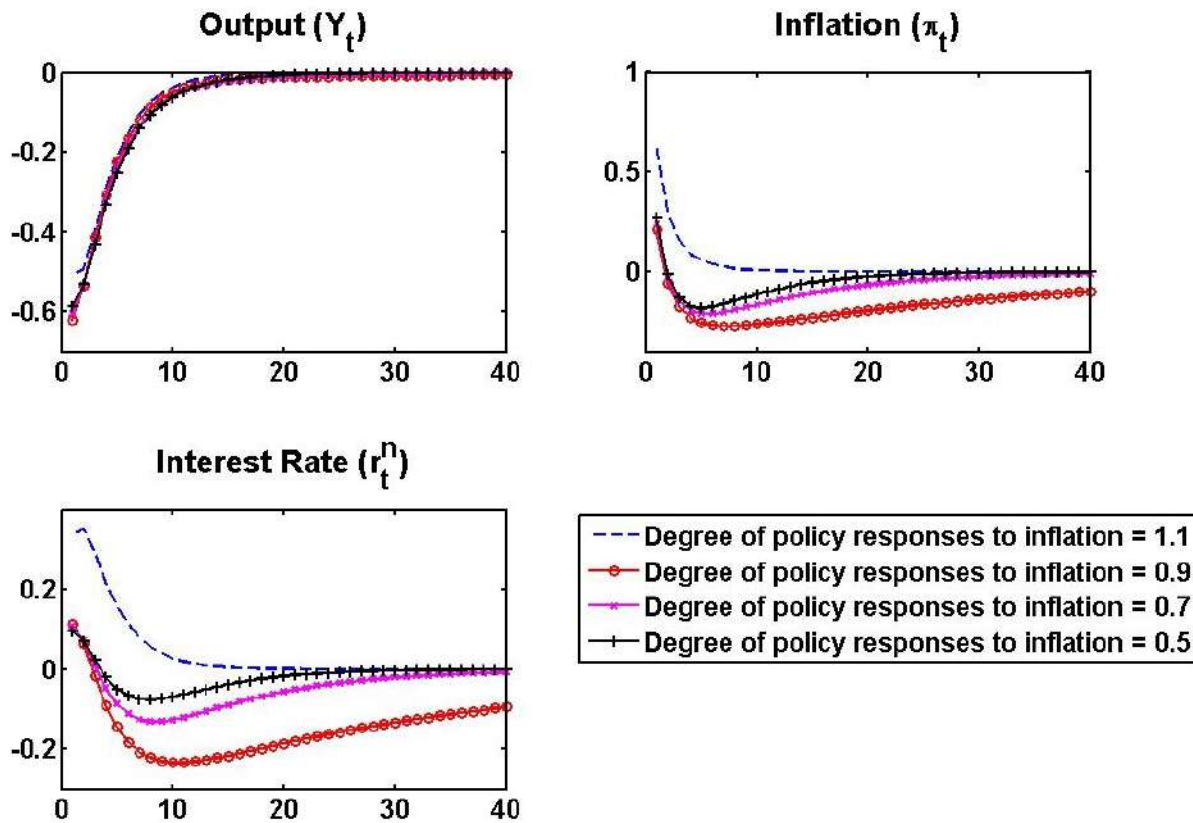 Output (Y_t)
0
-0.2
-0.4
-0.6
0 10 20 30 40
Inflation (π_t)
1
0.5
0
0 10 20 30 40
Interest Rate (r_t^n)
0.2
0
-0.2
0 10 20 30 40
Degree of policy responses to inflation = 1.1
Degree of policy responses to inflation = 0.9
Degree of policy responses to inflation = 0.7
Degree of policy responses to inflation = 0.5